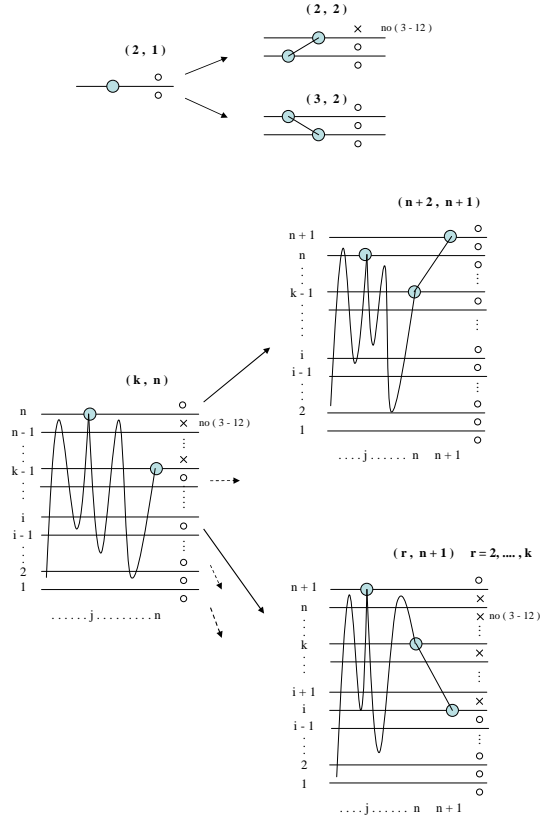 ( 2 , 2 )
no ( 3 - 12 )
( 2 , 1 )
( 3 , 2 )
( n + 2 , n + 1 )
n + 1
n
k - 1
i
i - 1
2
1
. . . . j . . . . . . n n + 1
( k , n )
n
n - 1
no ( 3 - 12 )
k - 1
i
i - 1
2
1
. . . . . . j . . . . . . . . . n
( r , n + 1 ) r = 2, .... , k
n + 1
n
no ( 3 - 12 )
k
i + 1
i
i - 1
2
1
. . . . j . . . . . . n n + 1